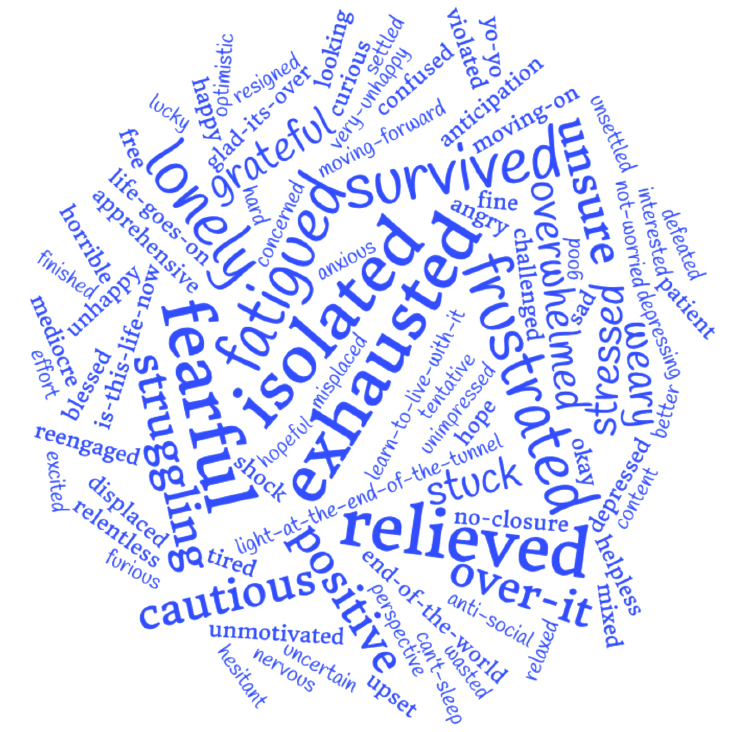 yo-yo
settled
looking
violated
optimistic
curious
very-unhappy
confused
resigned
happy
glad-its-over
anticipation
lucky
grateful
moving-forward
moving-on
unsettled
free
lonely
survived
unsure
hard
concerned
fatigued
fine
angry
overwhelmed
not-worried
interested
defeated
life-goes-on
apprehensive
horrible
anxious
isolated
exhausted
challenged
good
sad
patient
finished
unhappy
is-this-life-now
fearful
frustrated
stressed
weary
depressing
mediocre
effort
blessed
struggling
misplaced
hopeful
learn-to-live-with-it
tentative
unimpressed
hope
better
reengaged
excited
shock
light-at-the-end-of-the-tunnel
stuck
okay
depressed
content
displaced
relentless
furious
tired
relieved
no-closure
helpless
cautious
positive
end-of-the-world
over-it
mixed
unmotivated
perspective
anti-social
relaxed
hesitant
nervous
uncertain
upset
can't-sleep
wasted